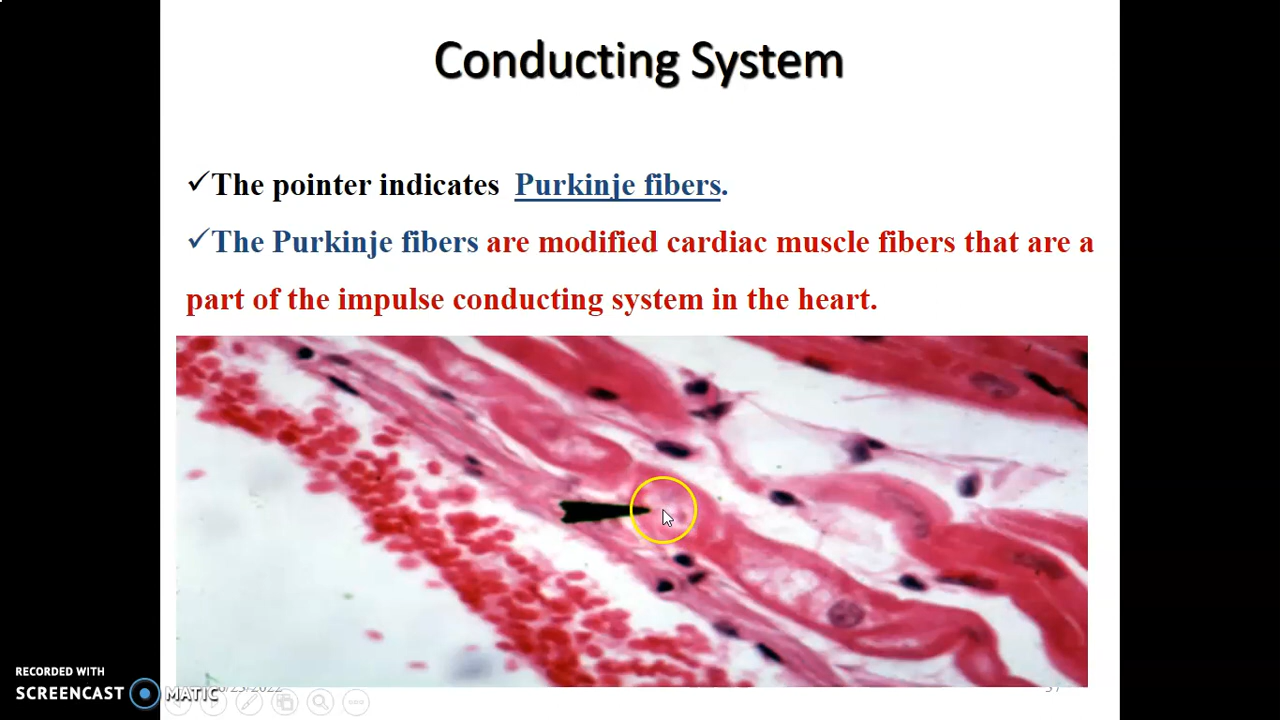 Conducting System
✓The pointer indicates Purkinje fibers.
✓The Purkinje fibers are modified cardiac muscle fibers that are a
part of the impulse conducting system in the heart.
RECORDED WITH
SCREENCAST MATIC